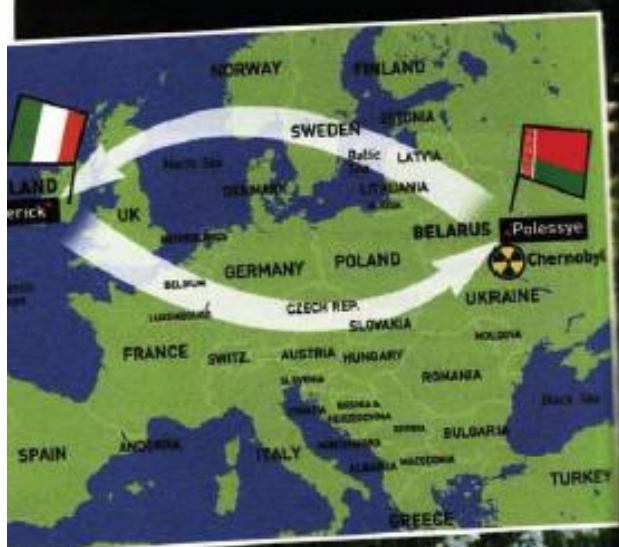 NORWAY
FINLAND
SWEDEN
ESTONIA
North Sea
Baltic
Sea
LATVIA
LAND
DENMARK
LITHUANIA
erick
UK
BELARUS
Polessye
NETHERLANDS
Chernobyl
GERMANY
POLAND
BELGIUM
UKRAINE
LUXEMBOURG
CZECH REP.
SLOVAKIA
MOLDOVA
FRANCE
SWITZ.
AUSTRIA
HUNGARY
SLOVENIA
ROMANIA
CROATIA
BOSNIA &
HERZEGOVINA
Black Sea
SERBIA
BULGARIA
SPAIN
ANDORRA
ITALY
MONTENEGRO
ALBANIA
MACEDONIA
TURKEY
GREECE